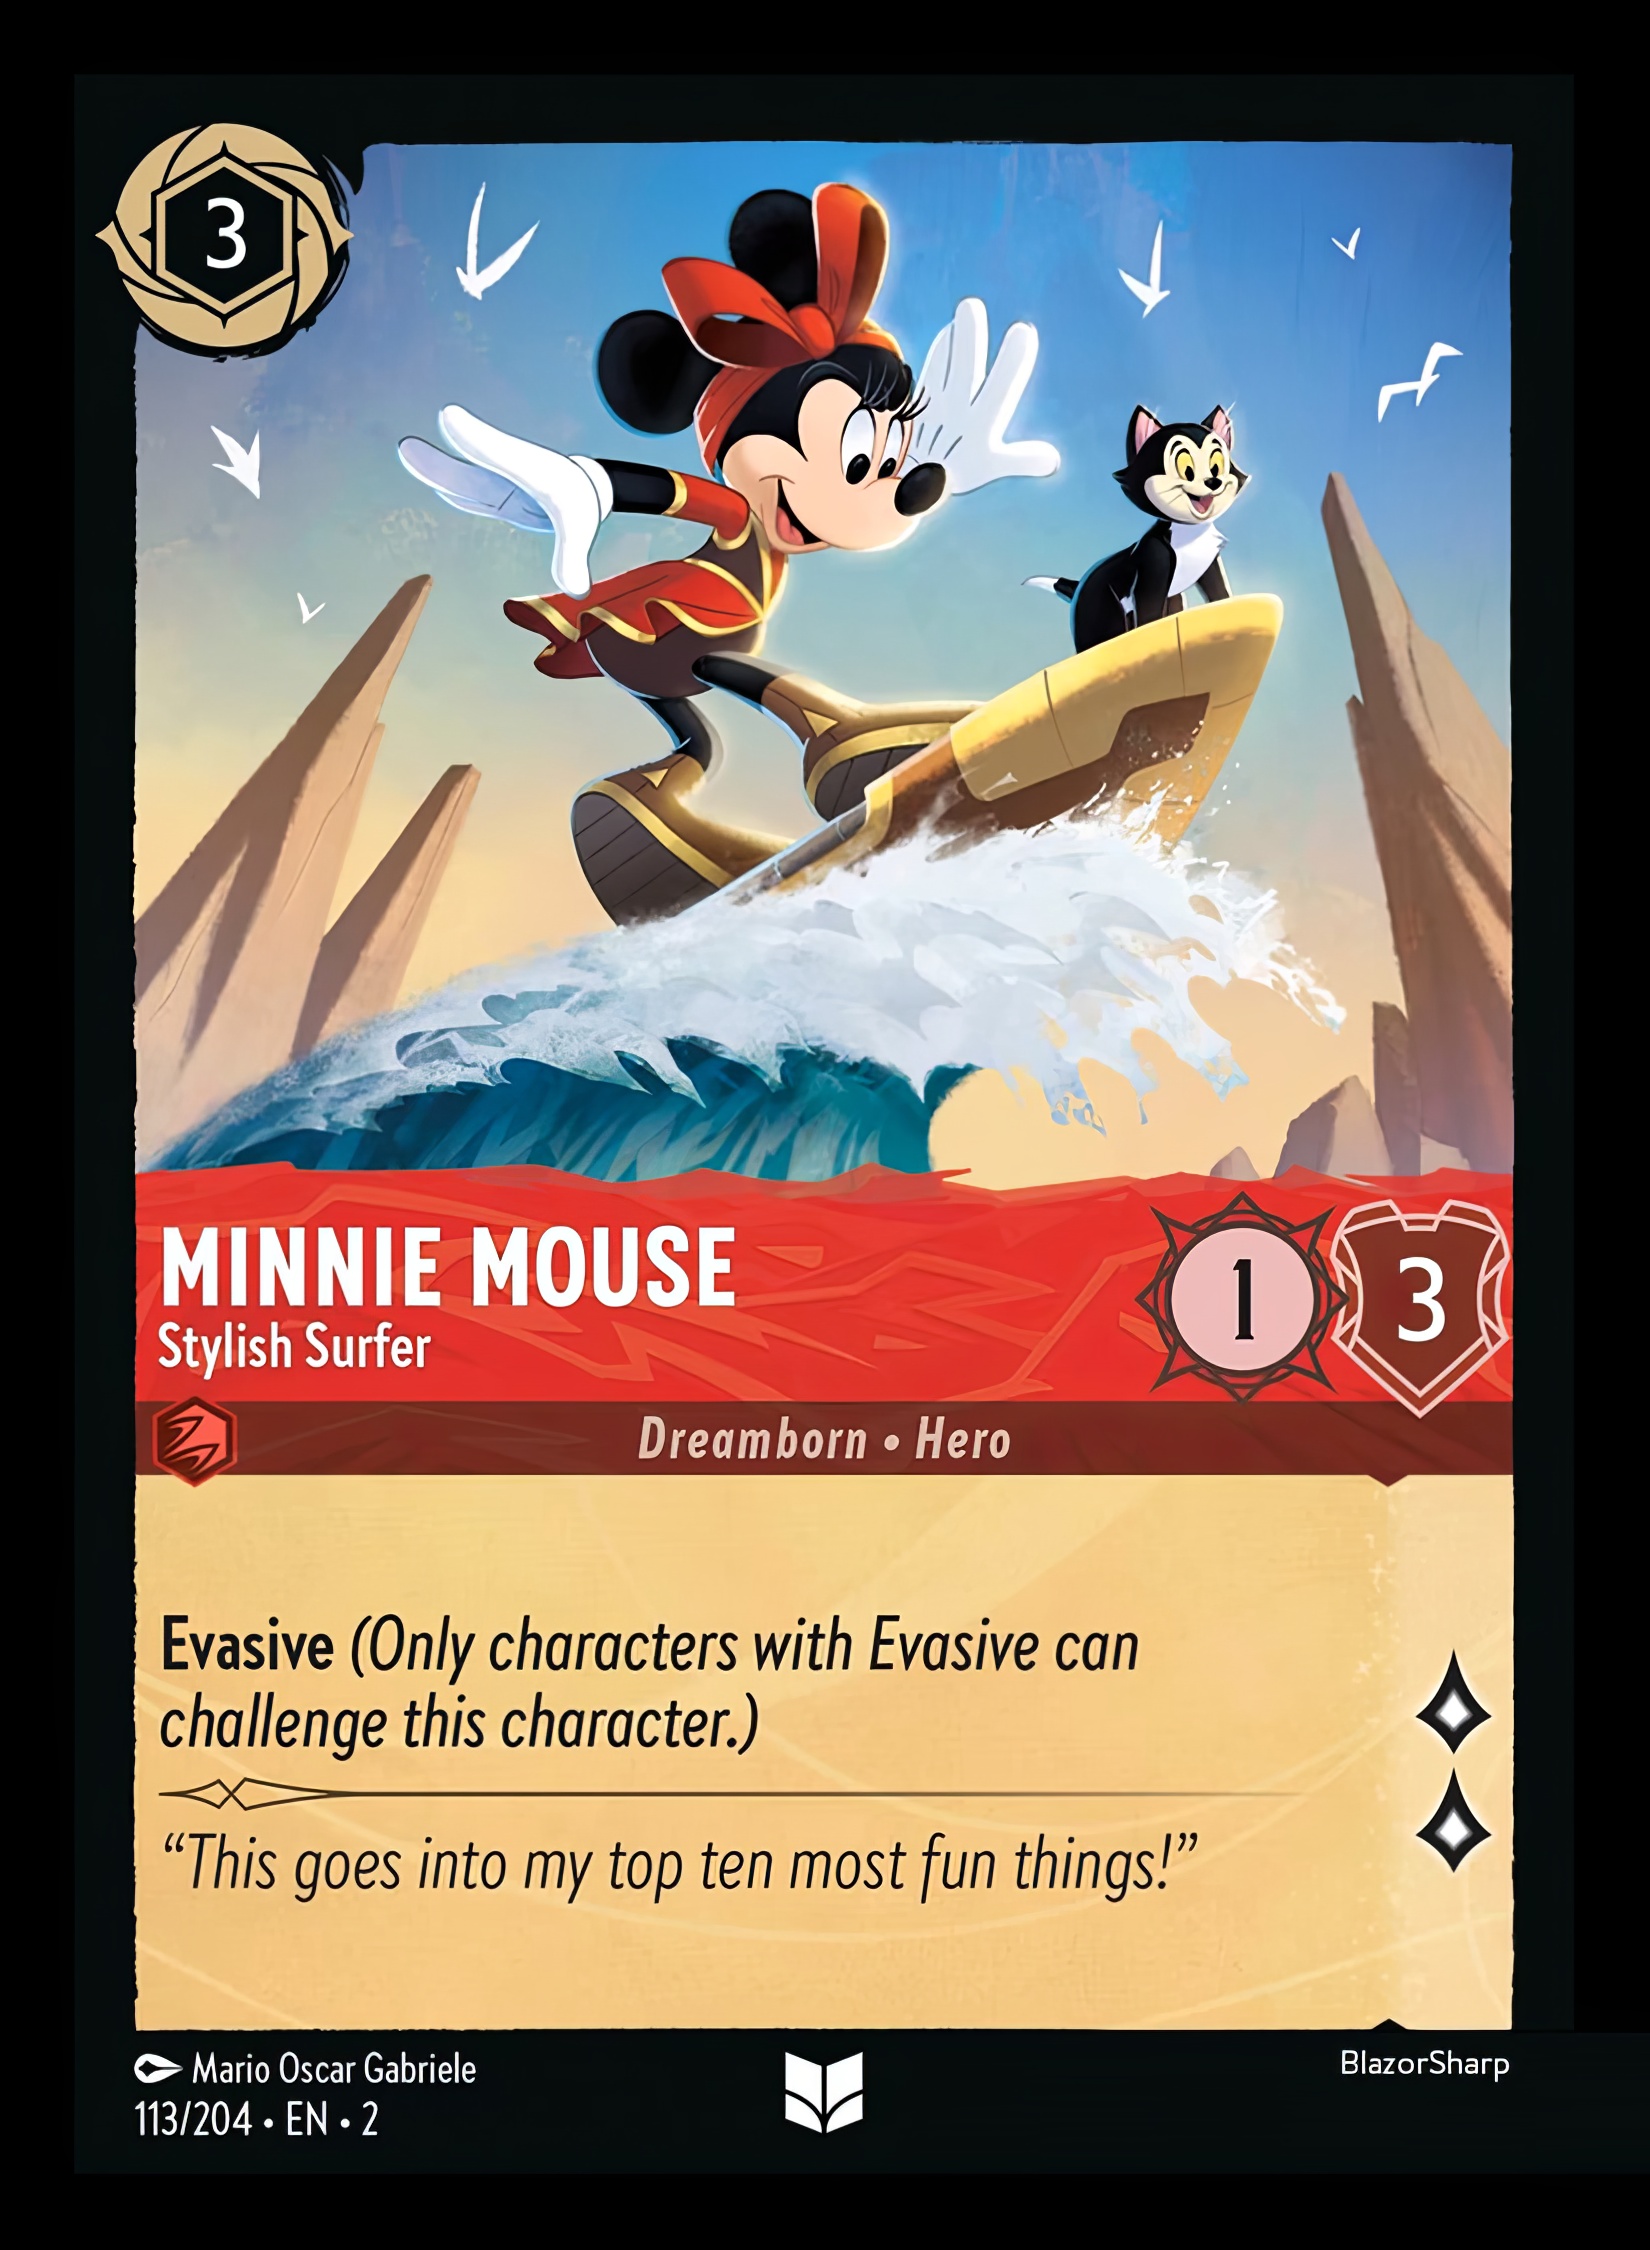 3
MINNIE MOUSE
Stylish Surfer
1 3
Dreamborn • Hero
Evasive (Only characters with Evasive can
challenge this character.)
“This goes into my top ten most fun things!”
Mario Oscar Gabriele
113/204 • EN • 2
BlazorSharp